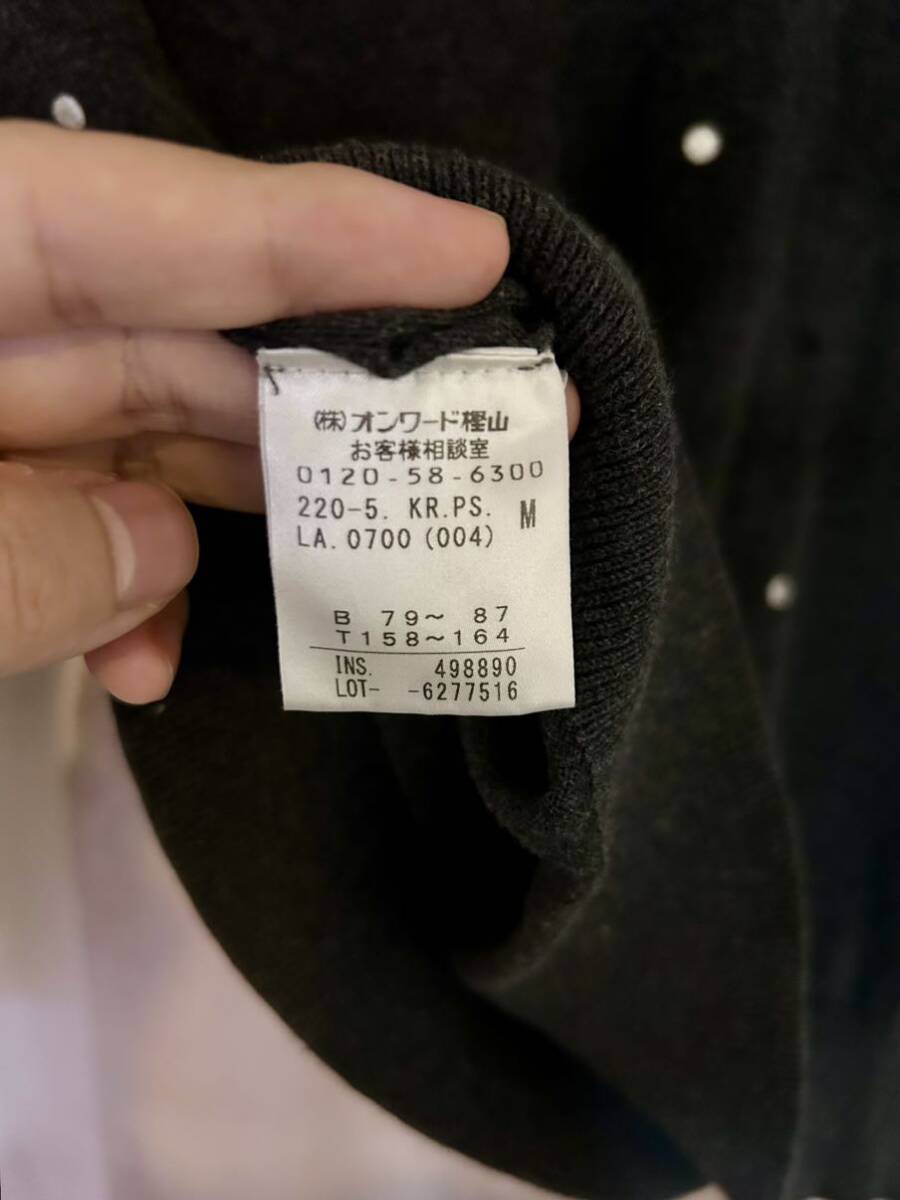 (株)オンワード樫山
お客様相談室
0120-58-6300
220-5. KR.PS. M
LA.0700 (004)
B 79～ 87
T158～164
INS. 498890
LOT- -6277516